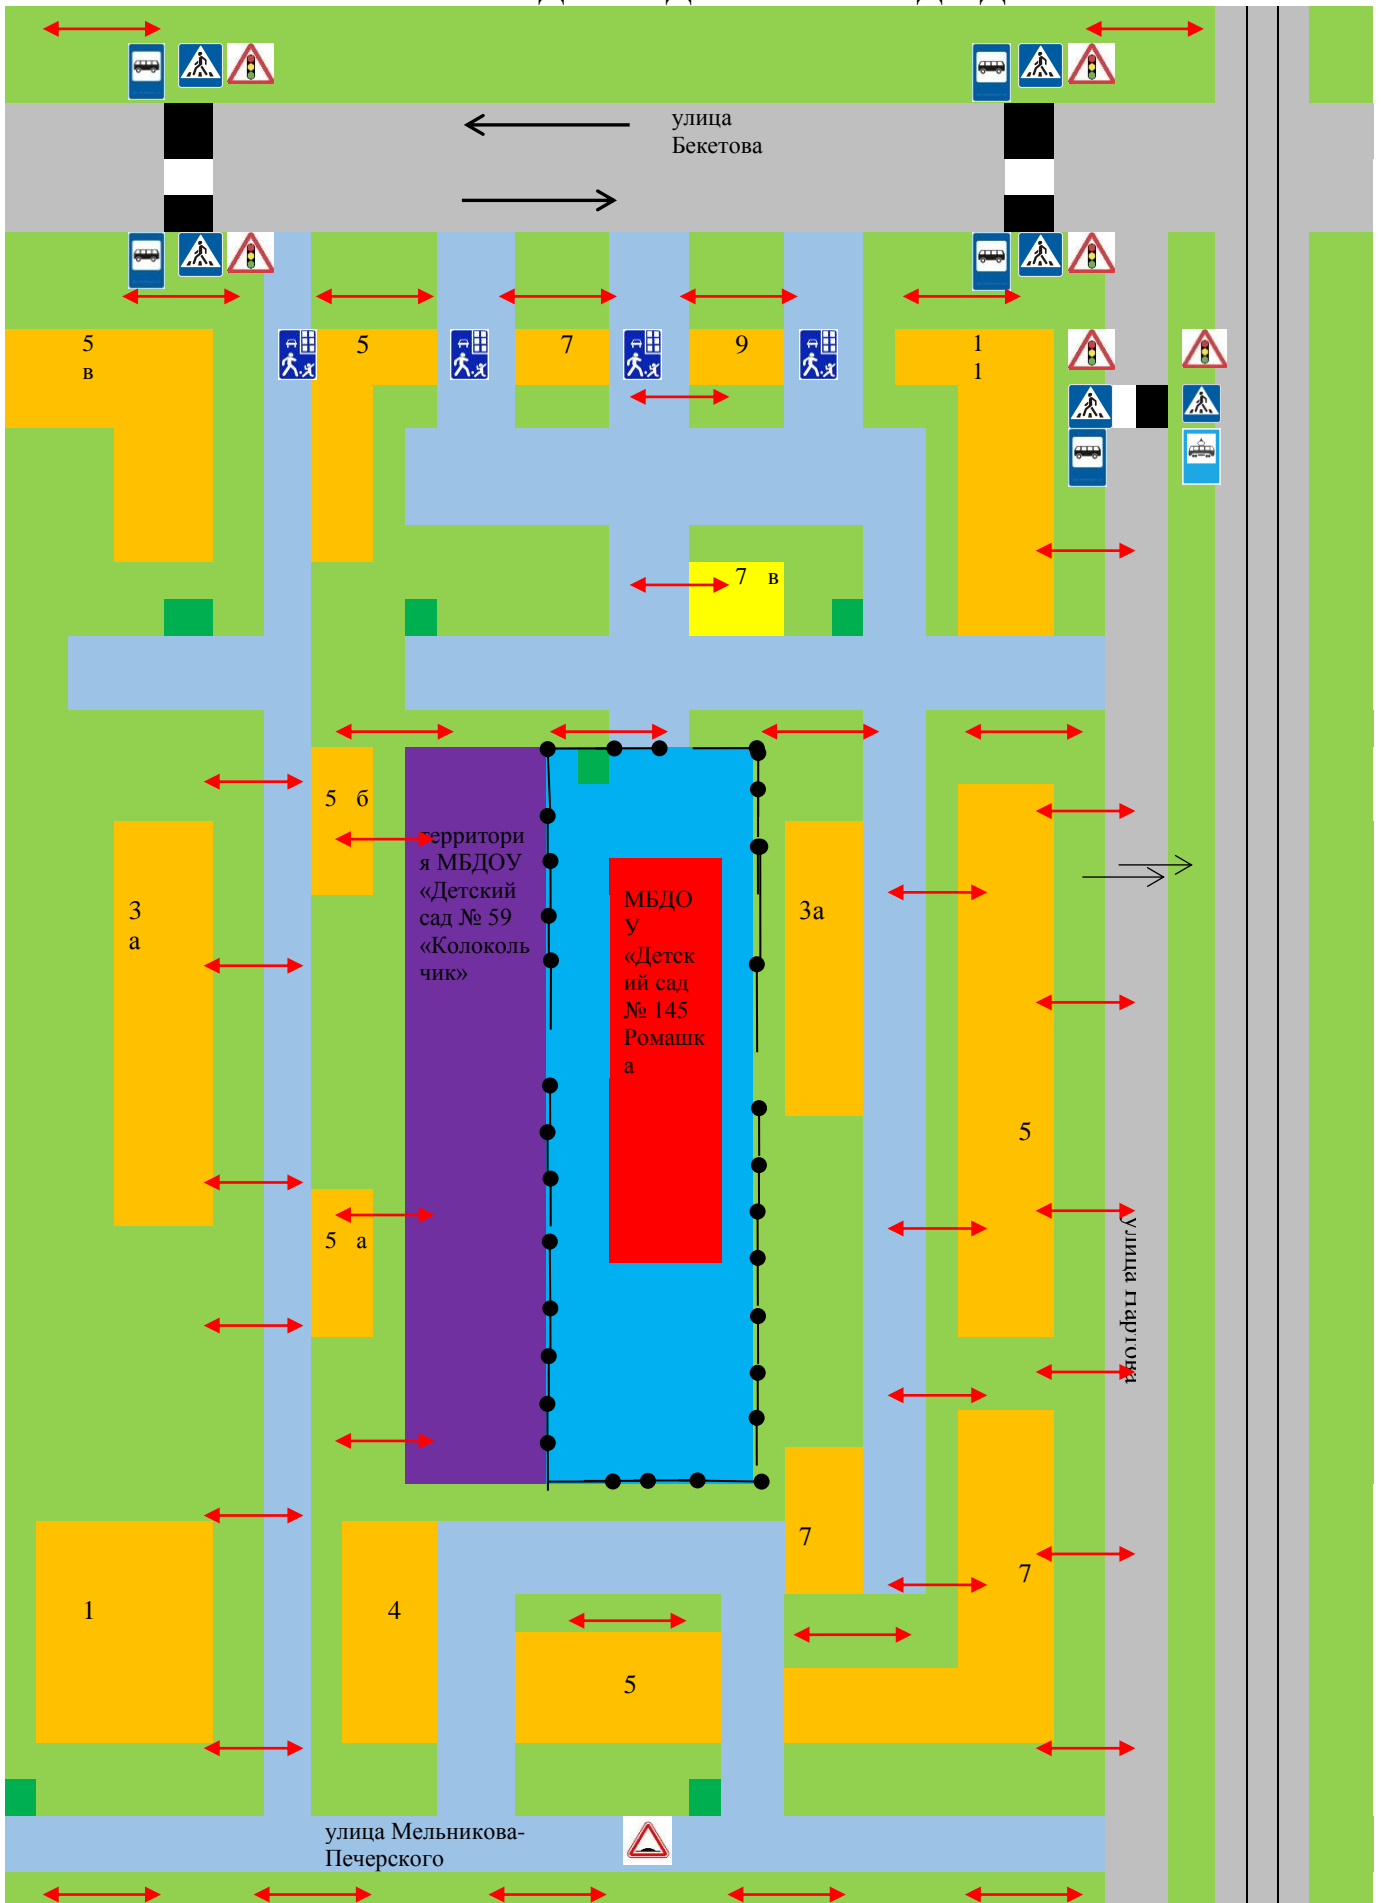 улица
Бекетова
5
в
5
7
9
1
1
7 в
5 б
территори
я МБДОУ
«Детский
сад № 59
«Колоколь
чик»
МБДО
У
«Детск
ий сад
№ 145
Ромашк
а
3
а
3а
5
5 а
улица
7
7
1
4
5
улица Мельникова-
Печерского